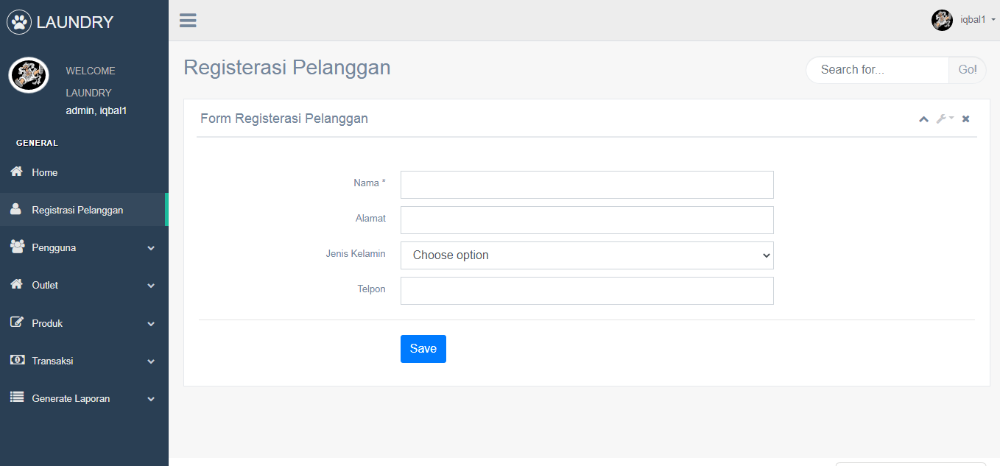 LAUNDRY
iqbal1
WELCOME
LAUNDRY
admin, iqbal1
GENERAL
Home
Registrasi Pelanggan
Pengguna
Outlet
Produk
Transaksi
Generate Laporan
Registerasi Pelanggan
Search for...
Go!
Form Registerasi Pelanggan
Nama *
Alamat
Jenis Kelamin
Choose option
Telpon
Save